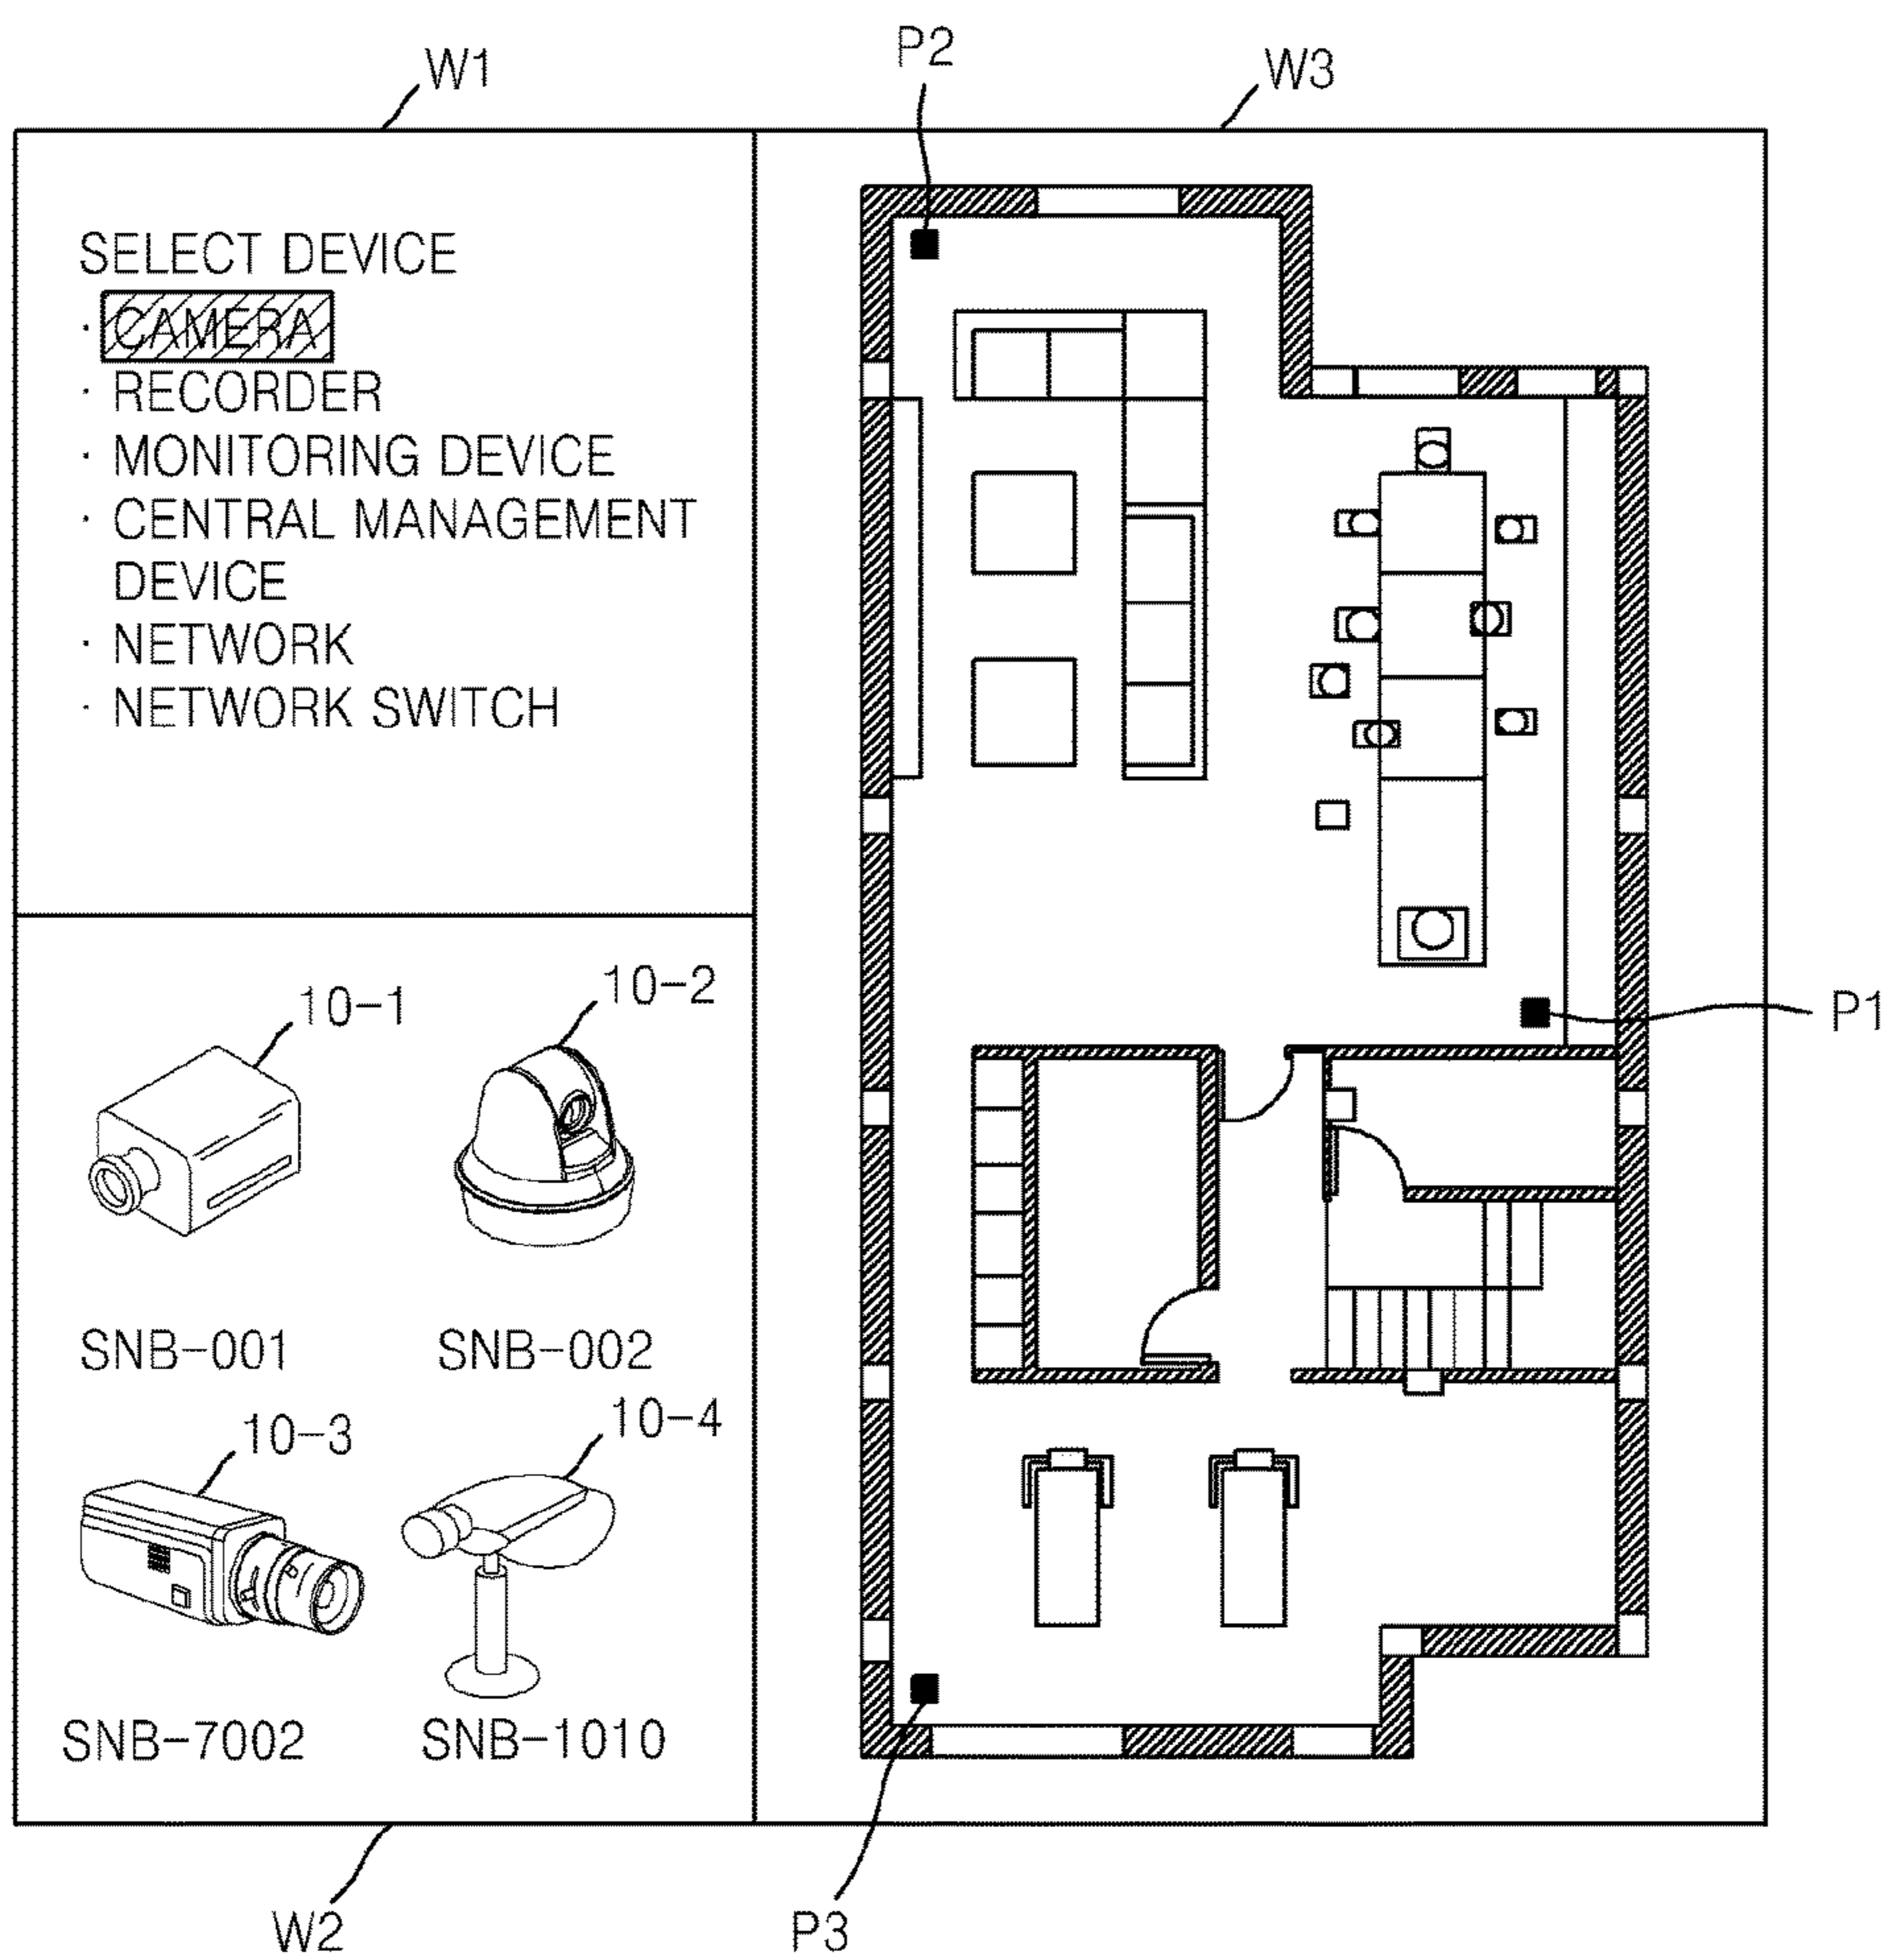 W1
P2
W3
SELECT DEVICE
· CAMERA
· RECORDER
· MONITORING DEVICE
· CENTRAL MANAGEMENT
DEVICE
· NETWORK
· NETWORK SWITCH
10-1
10-2
SNB-001
SNB-002
10-3
10-4
SNB-7002
SNB-1010
P1
W2
P3